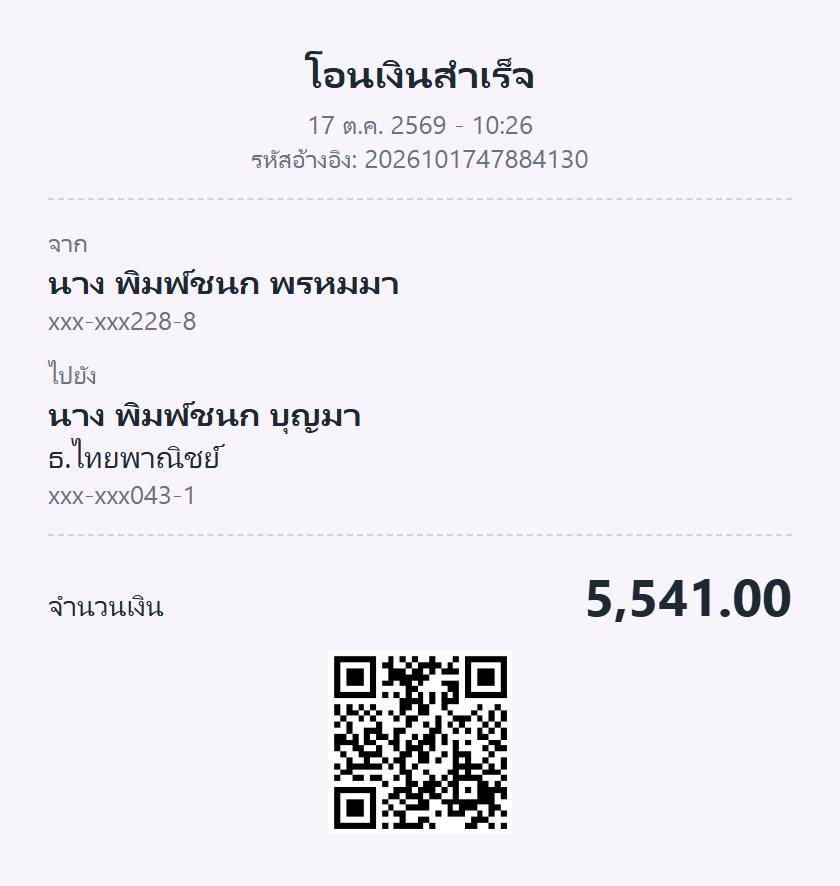 โอนเงินสำเร็จ
17 ต.ค. 2569 - 10:26
รหัสอ้างอิง: 2026101747884130
จาก
นาง พิมพ์ชนก พรหมมา
xxx-xxx228-8
ไปยัง
นาง พิมพ์ชนก บุญมา
ธ.ไทยพาณิชย์
xxx-xxx043-1
จำนวนเงิน 5,541.00